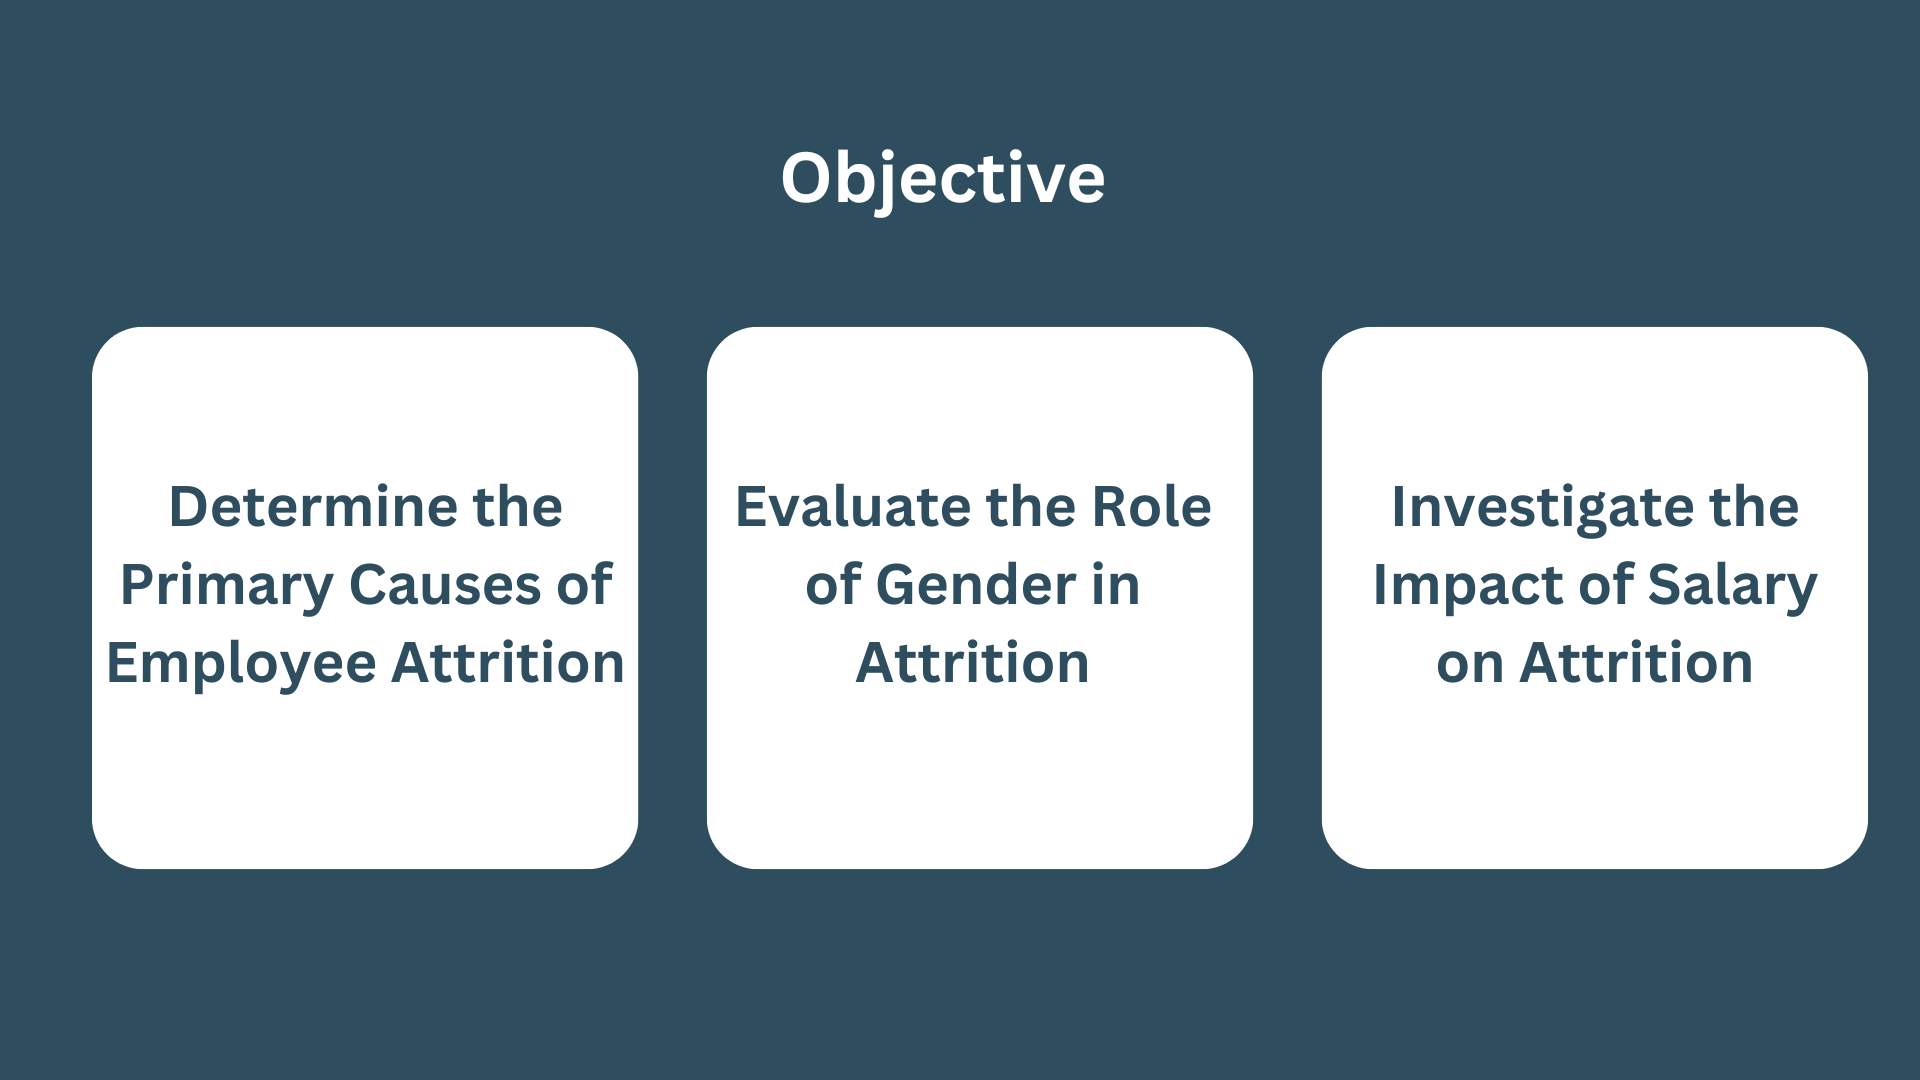 Objective
Determine the
Primary Causes of
Employee Attrition
Evaluate the Role
of Gender in
Attrition
Investigate the
Impact of Salary
on Attrition